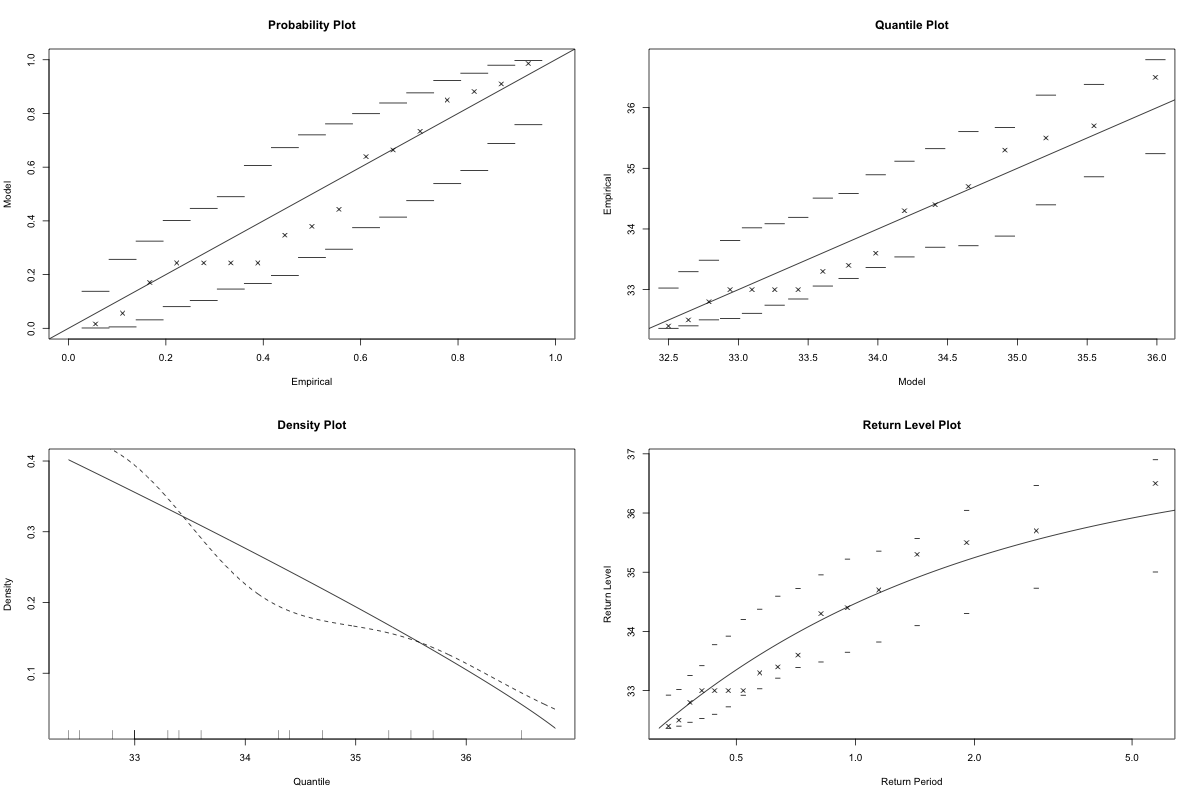 Probability Plot
1.0
0.8
0.6
0.4
0.2
0.0
Model
0.0 0.2 0.4 0.6 0.8 1.0
Empirical
Quantile Plot
36
35
34
33
Empirical
32.5 33.0 33.5 34.0 34.5 35.0 35.5 36.0
Model
Density Plot
0.4
0.3
0.2
0.1
Density
33 34 35 36
Quantile
Return Level Plot
37
36
35
34
33
Return Level
0.5 1.0 2.0 5.0
Return Period